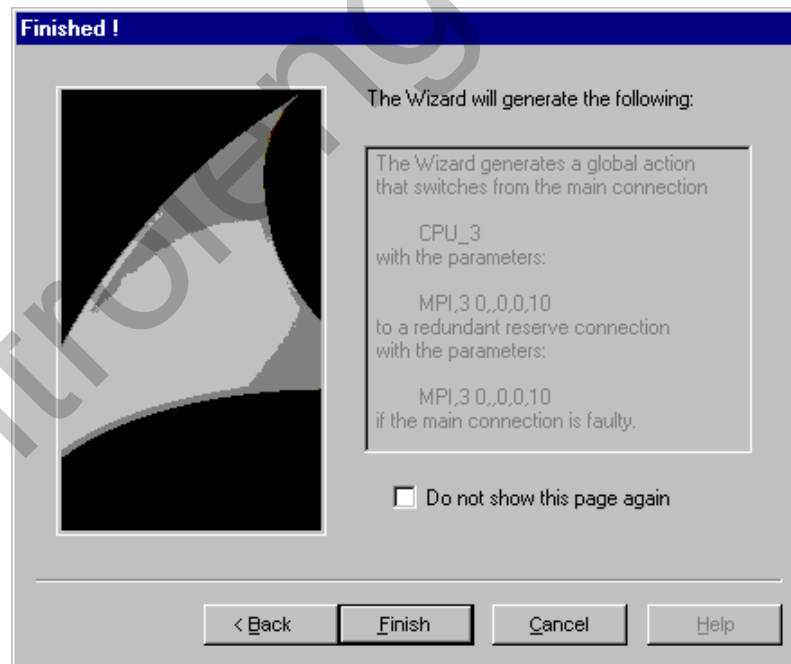 Finished !
The Wizard will generate the following:
The Wizard generates a global action
that switches from the main connection
CPU_3
with the parameters:
MPI,3 0,,0,0,10
to a redundant reserve connection
with the parameters:
MPI,3 0,,0,0,10
if the main connection is faulty.
Do not show this page again
< Back
Finish
Cancel
Help